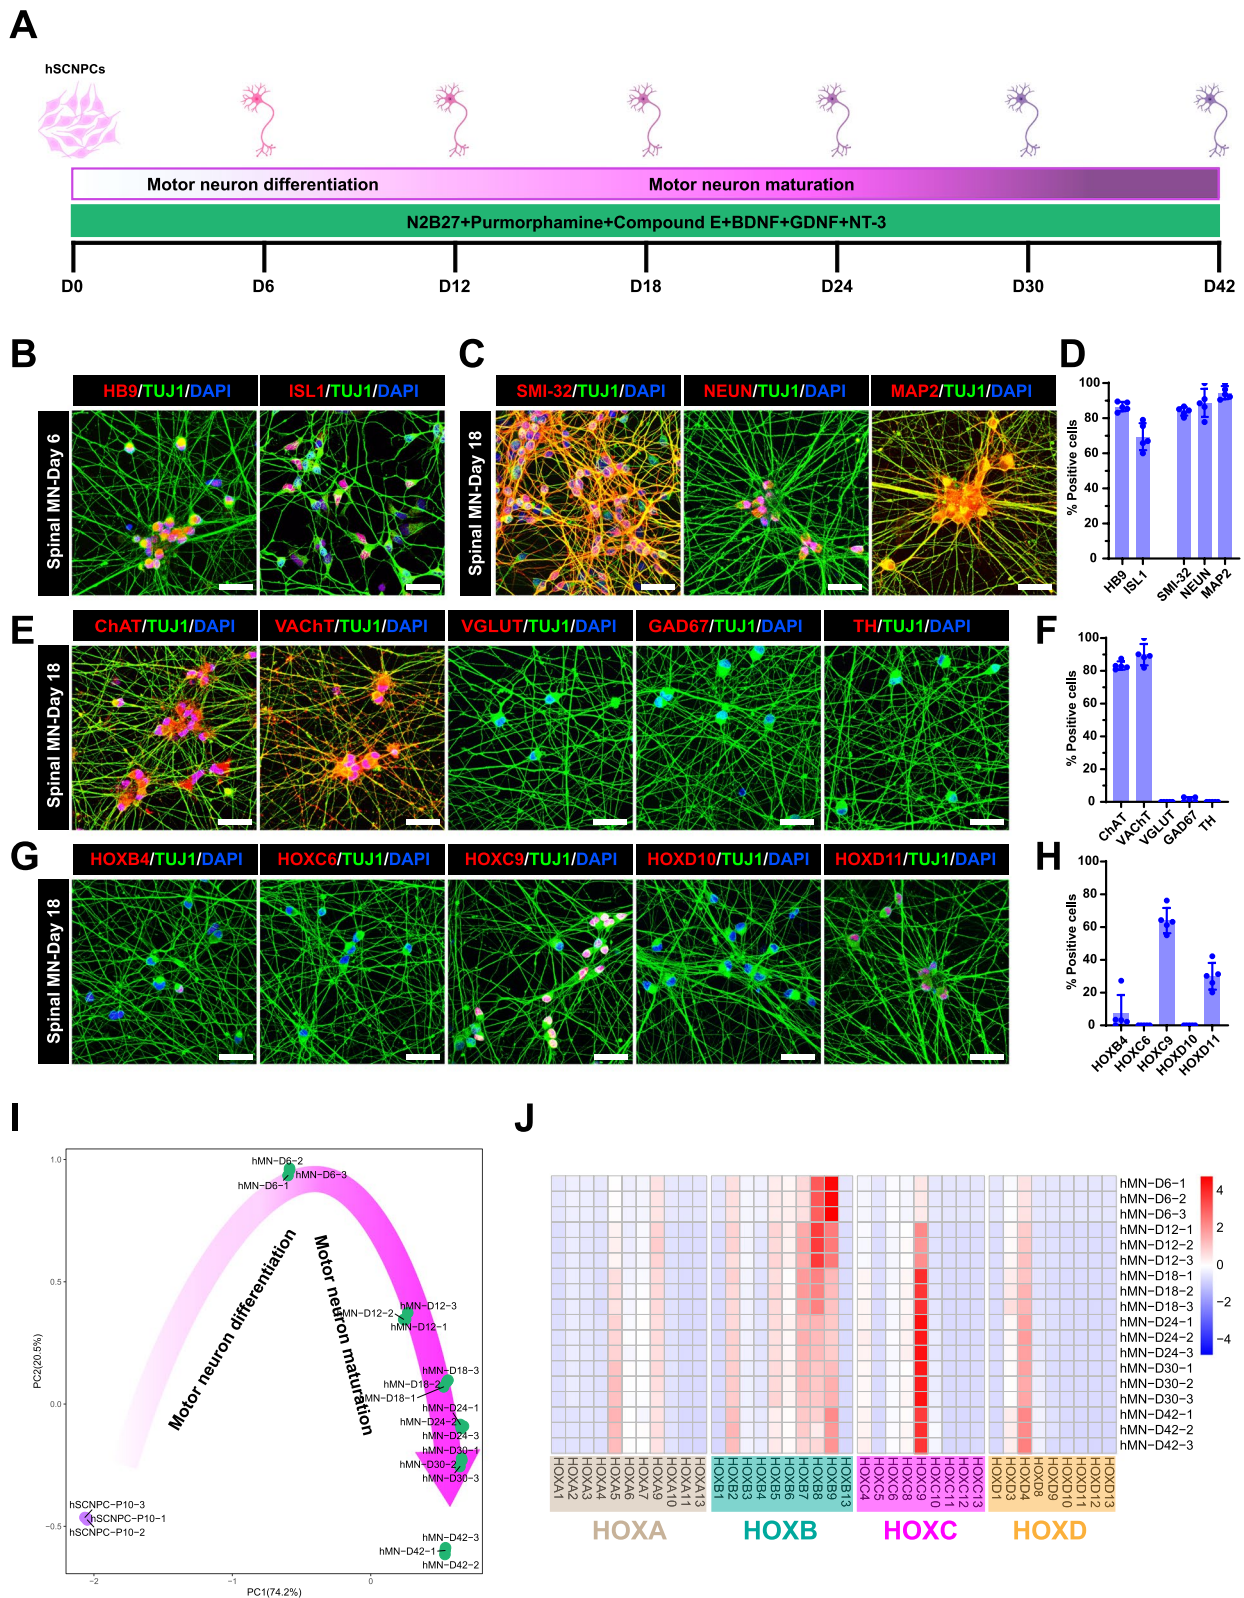 A
hSCNPCs
Motor neuron differentiation
Motor neuron maturation
N2B27+Purmorphamine+Compound E+BDNF+GDNF+NT-3
D0
D6
D12
D18
D24
D30
D42
B
Spinal MN-Day 6
HB9/TUJ1/DAPI
ISL1/TUJ1/DAPI
C
Spinal MN-Day 18
SMI-32/TUJ1/DAPI
NEUN/TUJ1/DAPI
MAP2/TUJ1/DAPI
D
% Positive cells
100
80
60
40
20
0
HB9
ISL1
SMI-32
NEUN
MAP2
E
Spinal MN-Day 18
ChAT/TUJ1/DAPI
VAChT/TUJ1/DAPI
VGLUT/TUJ1/DAPI
GAD67/TUJ1/DAPI
TH/TUJ1/DAPI
F
% Positive cells
100
80
60
40
20
0
ChAT
VAChT
VGLUT
GAD67
TH
G
Spinal MN-Day 18
HOXB4/TUJ1/DAPI
HOXC6/TUJ1/DAPI
HOXC9/TUJ1/DAPI
HOXD10/TUJ1/DAPI
HOXD11/TUJ1/DAPI
H
% Positive cells
100
80
60
40
20
0
HOXB4
HOXC6
HOXC9
HOXD10
HOXD11
I
PC2(20.5%)
1.0
0.5
0.0
−0.5
hMN−D6−2
hMN−D6−3
hMN−D6−1
Motor neuron differentiation
Motor neuron maturation
hMN−D12−3
hMN−D12−2
hMN−D12−1
hMN−D18−3
hMN−D18−2
hMN−D18−1
hMN−D24−1
hMN−D24−2
hMN−D24−3
hMN−D30−1
hMN−D30−2
hMN−D30−3
hSCNPC−P10−3
hSCNPC−P10−1
hSCNPC−P10−2
hMN−D42−3
hMN−D42−1
hMN−D42−2
−2
−1
0
PC1(74.2%)
J
hMN−D6−1
hMN−D6−2
hMN−D6−3
hMN−D12−1
hMN−D12−2
hMN−D12−3
hMN−D18−1
hMN−D18−2
hMN−D18−3
hMN−D24−1
hMN−D24−2
hMN−D24−3
hMN−D30−1
hMN−D30−2
hMN−D30−3
hMN−D42−1
hMN−D42−2
hMN−D42−3
4
2
0
−2
−4
HOXA1
HOXA2
HOXA3
HOXA4
HOXA5
HOXA6
HOXA7
HOXA9
HOXA10
HOXA11
HOXA13
HOXB1
HOXB2
HOXB3
HOXB4
HOXB5
HOXB6
HOXB7
HOXB8
HOXB9
HOXB13
HOXC4
HOXC5
HOXC6
HOXC8
HOXC9
HOXC10
HOXC11
HOXC12
HOXC13
HOXD1
HOXD3
HOXD4
HOXD8
HOXD9
HOXD10
HOXD11
HOXD12
HOXD13
HOXA
HOXB
HOXC
HOXD